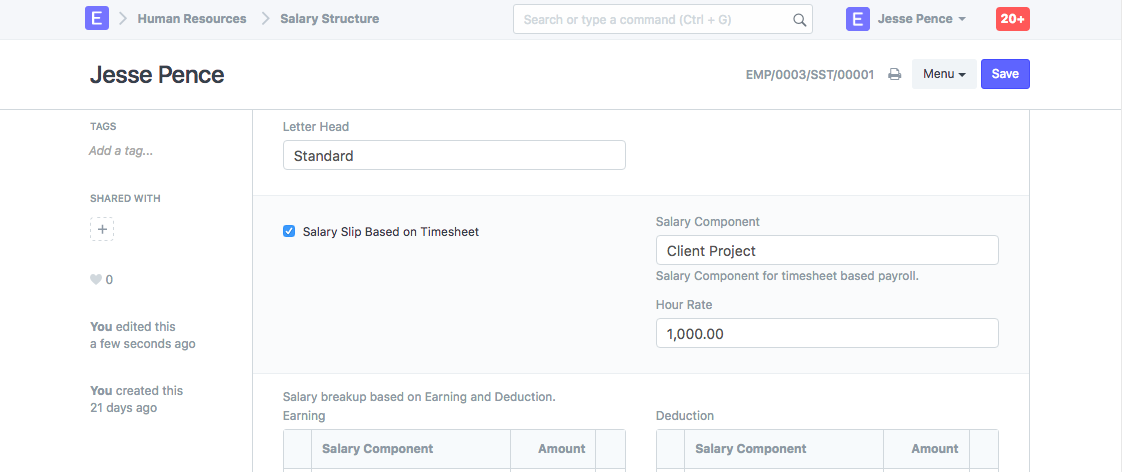 E Human Resources Salary Structure Search or type a command (Ctrl + G) E Jesse Pence 20+
Jesse Pence EMP/0003/SST/00001 Menu Save
TAGS
Add a tag...
SHARED WITH
+
0
You edited this
a few seconds ago
You created this
21 days ago
Letter Head
Standard
Salary Slip Based on Timesheet
Salary Component
Client Project
Salary Component for timesheet based payroll.
Hour Rate
1,000.00
Salary breakup based on Earning and Deduction.
Earning Deduction
Salary Component Amount Salary Component Amount